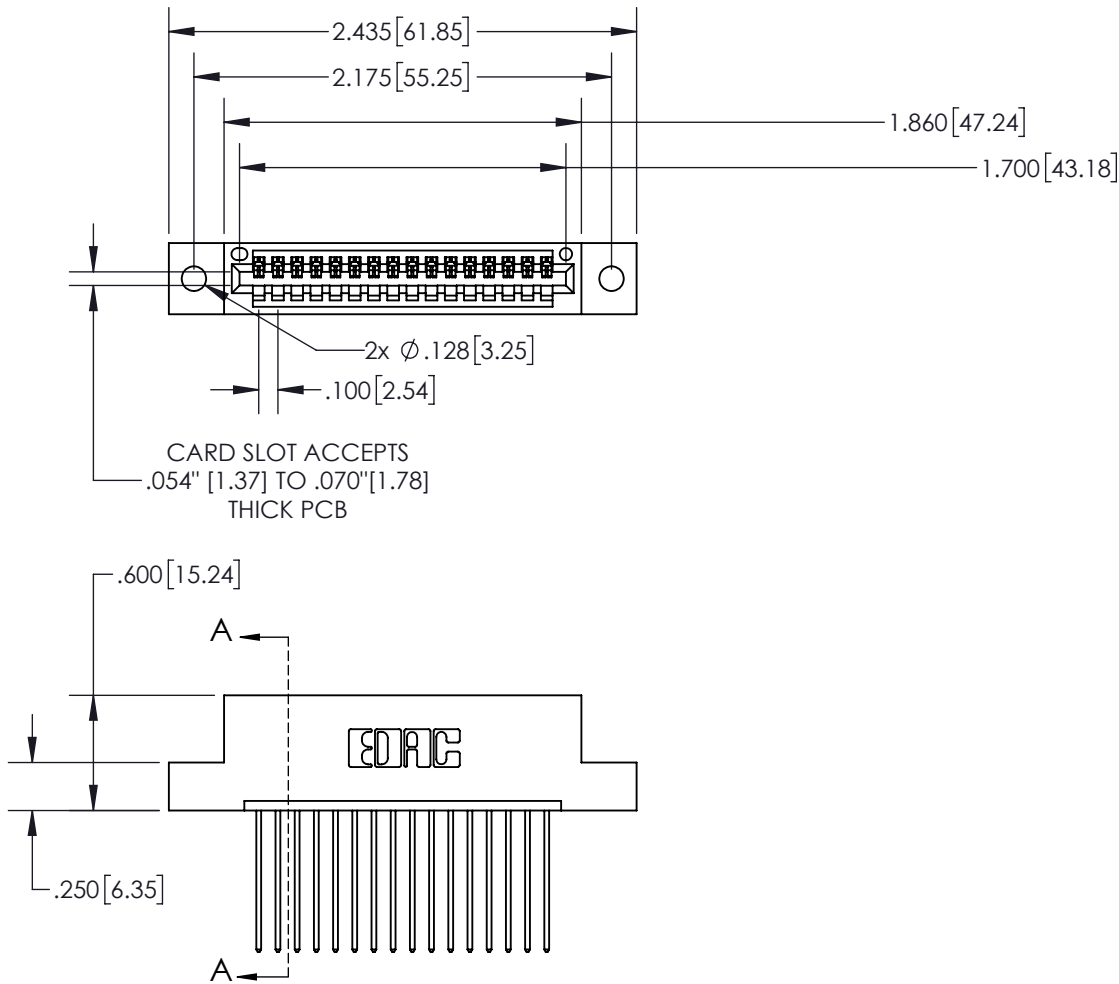 2.435[61.85]
2.175[55.25]
1.860[47.24]
1.700[43.18]
2x Ø.128[3.25]
.100[2.54]
CARD SLOT ACCEPTS
.054" [1.37] TO .070"[1.78]
THICK PCB
.600[15.24]
A
EDAC
.250[6.35]
A